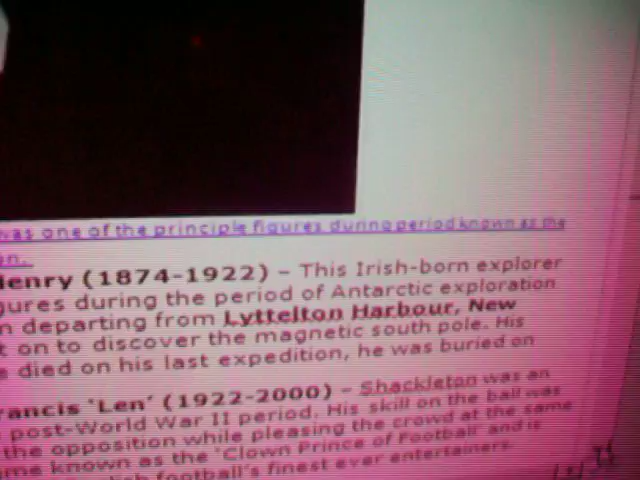 was one of the principle figures during period known as the
on.
Henry (1874-1922) – This Irish-born explorer
gures during the period of Antarctic exploration
n departing from Lyttelton Harbour, New
t on to discover the magnetic south pole. His
e died on his last expedition, he was buried on
rancis 'Len' (1922-2000) – Shackleton was an
post-World War II period. His skill on the ball was
the opposition while pleasing the crowd at the same
me known as the 'Clown Prince of Football' and is
lish football's finest ever entertainers.